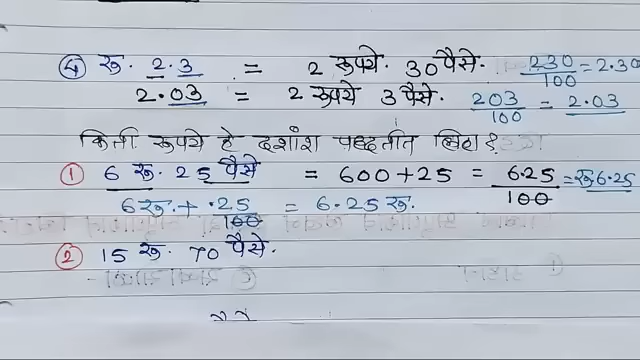 ④ रु. 2.3 = 2 रूपये. 30 पैसे. 230/100 = 2.30
2.03 = 2 रूपये 3 पैसे. 203/100 = 2.03
किती रूपये हे दशांश पद्धतीत लिहा?
① 6 रू. 25 पैसे = 600+25 = 6.25/100 = रू6.25
6रू. + .25/100 = 6.25 रु.
② 15 रू. 70 पैसे.